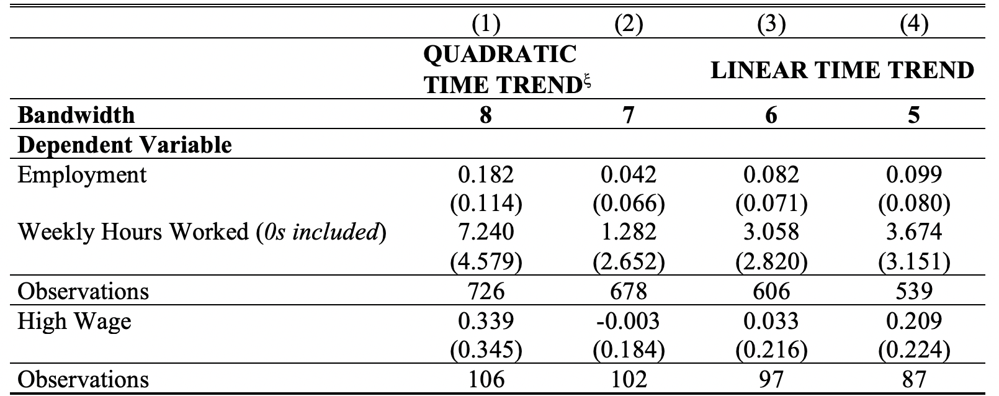 (1) (2) (3) (4)
QUADRATIC
TIME TRENDξ LINEAR TIME TREND
Bandwidth 8 7 6 5
Dependent Variable
Employment 0.182 0.042 0.082 0.099
(0.114) (0.066) (0.071) (0.080)
Weekly Hours Worked (0s included) 7.240 1.282 3.058 3.674
(4.579) (2.652) (2.820) (3.151)
Observations 726 678 606 539
High Wage 0.339 -0.003 0.033 0.209
(0.345) (0.184) (0.216) (0.224)
Observations 106 102 97 87